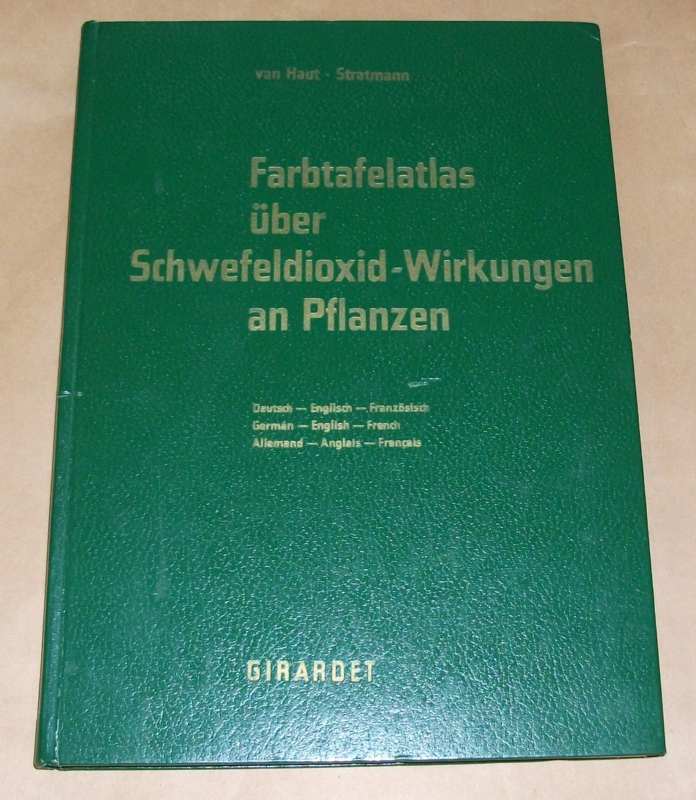 van Haut · Stratmann
Farbtafelatlas
über
Schwefeldioxid-Wirkungen
an Pflanzen
Deutsch — Englisch — Französisch
German — English — French
Allemand — Anglais — Français
GIRARDET